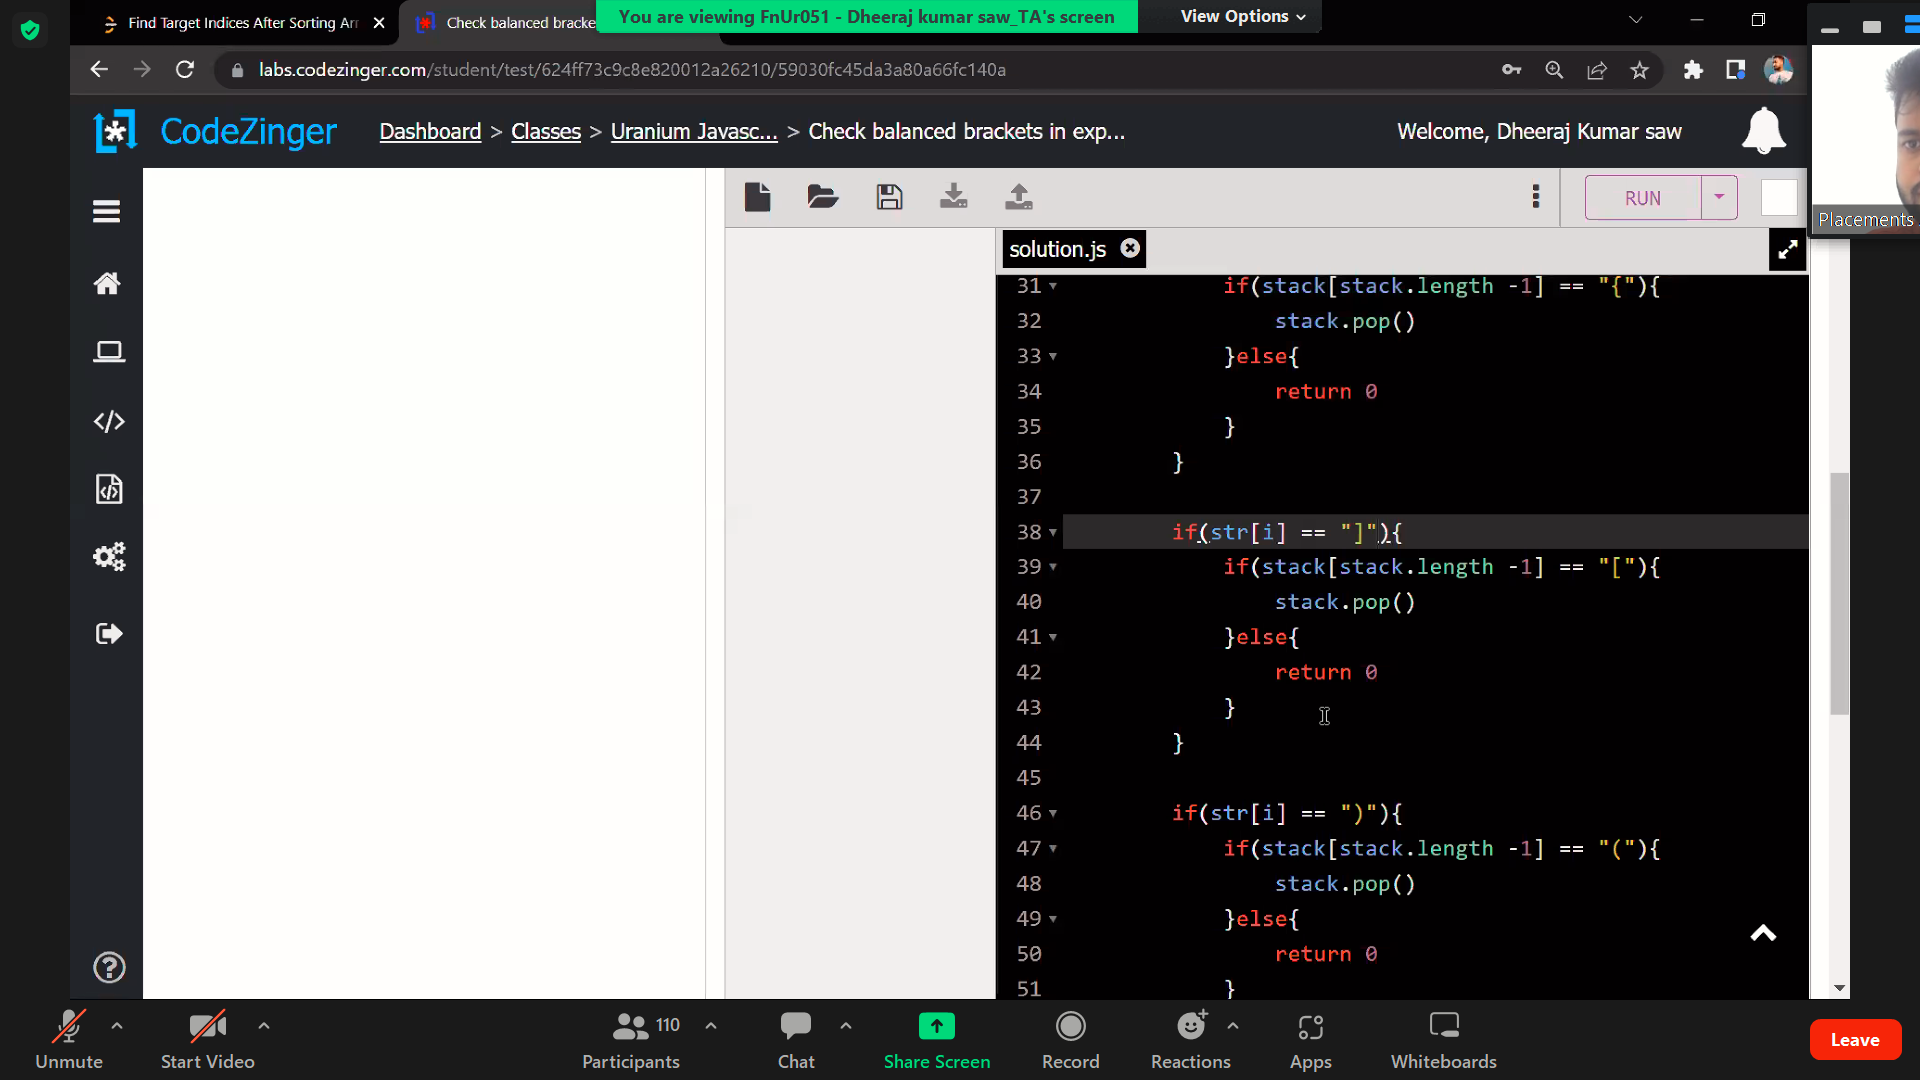 Find Target Indices After Sorting Arr
Check balanced bracke
You are viewing FnUr051 - Dheeraj kumar saw_TA's screen
View Options
labs.codezinger.com/student/test/624ff73c9c8e820012a26210/59030fc45da3a80a66fc140a
CodeZinger
Dashboard > Classes > Uranium Javasc... > Check balanced brackets in exp...
Welcome, Dheeraj Kumar saw
Placements
RUN
solution.js
31 if(stack[stack.length -1] == "{"){
32 stack.pop()
33 }else{
34 return 0
35 }
36 }
37
38 if(str[i] == "]"){
39 if(stack[stack.length -1] == "["){
40 stack.pop()
41 }else{
42 return 0
43 }
44 }
45
46 if(str[i] == ")"){
47 if(stack[stack.length -1] == "("){
48 stack.pop()
49 }else{
50 return 0
51 }
Unmute
Start Video
110
Participants
Chat
Share Screen
Record
Reactions
Apps
Whiteboards
Leave